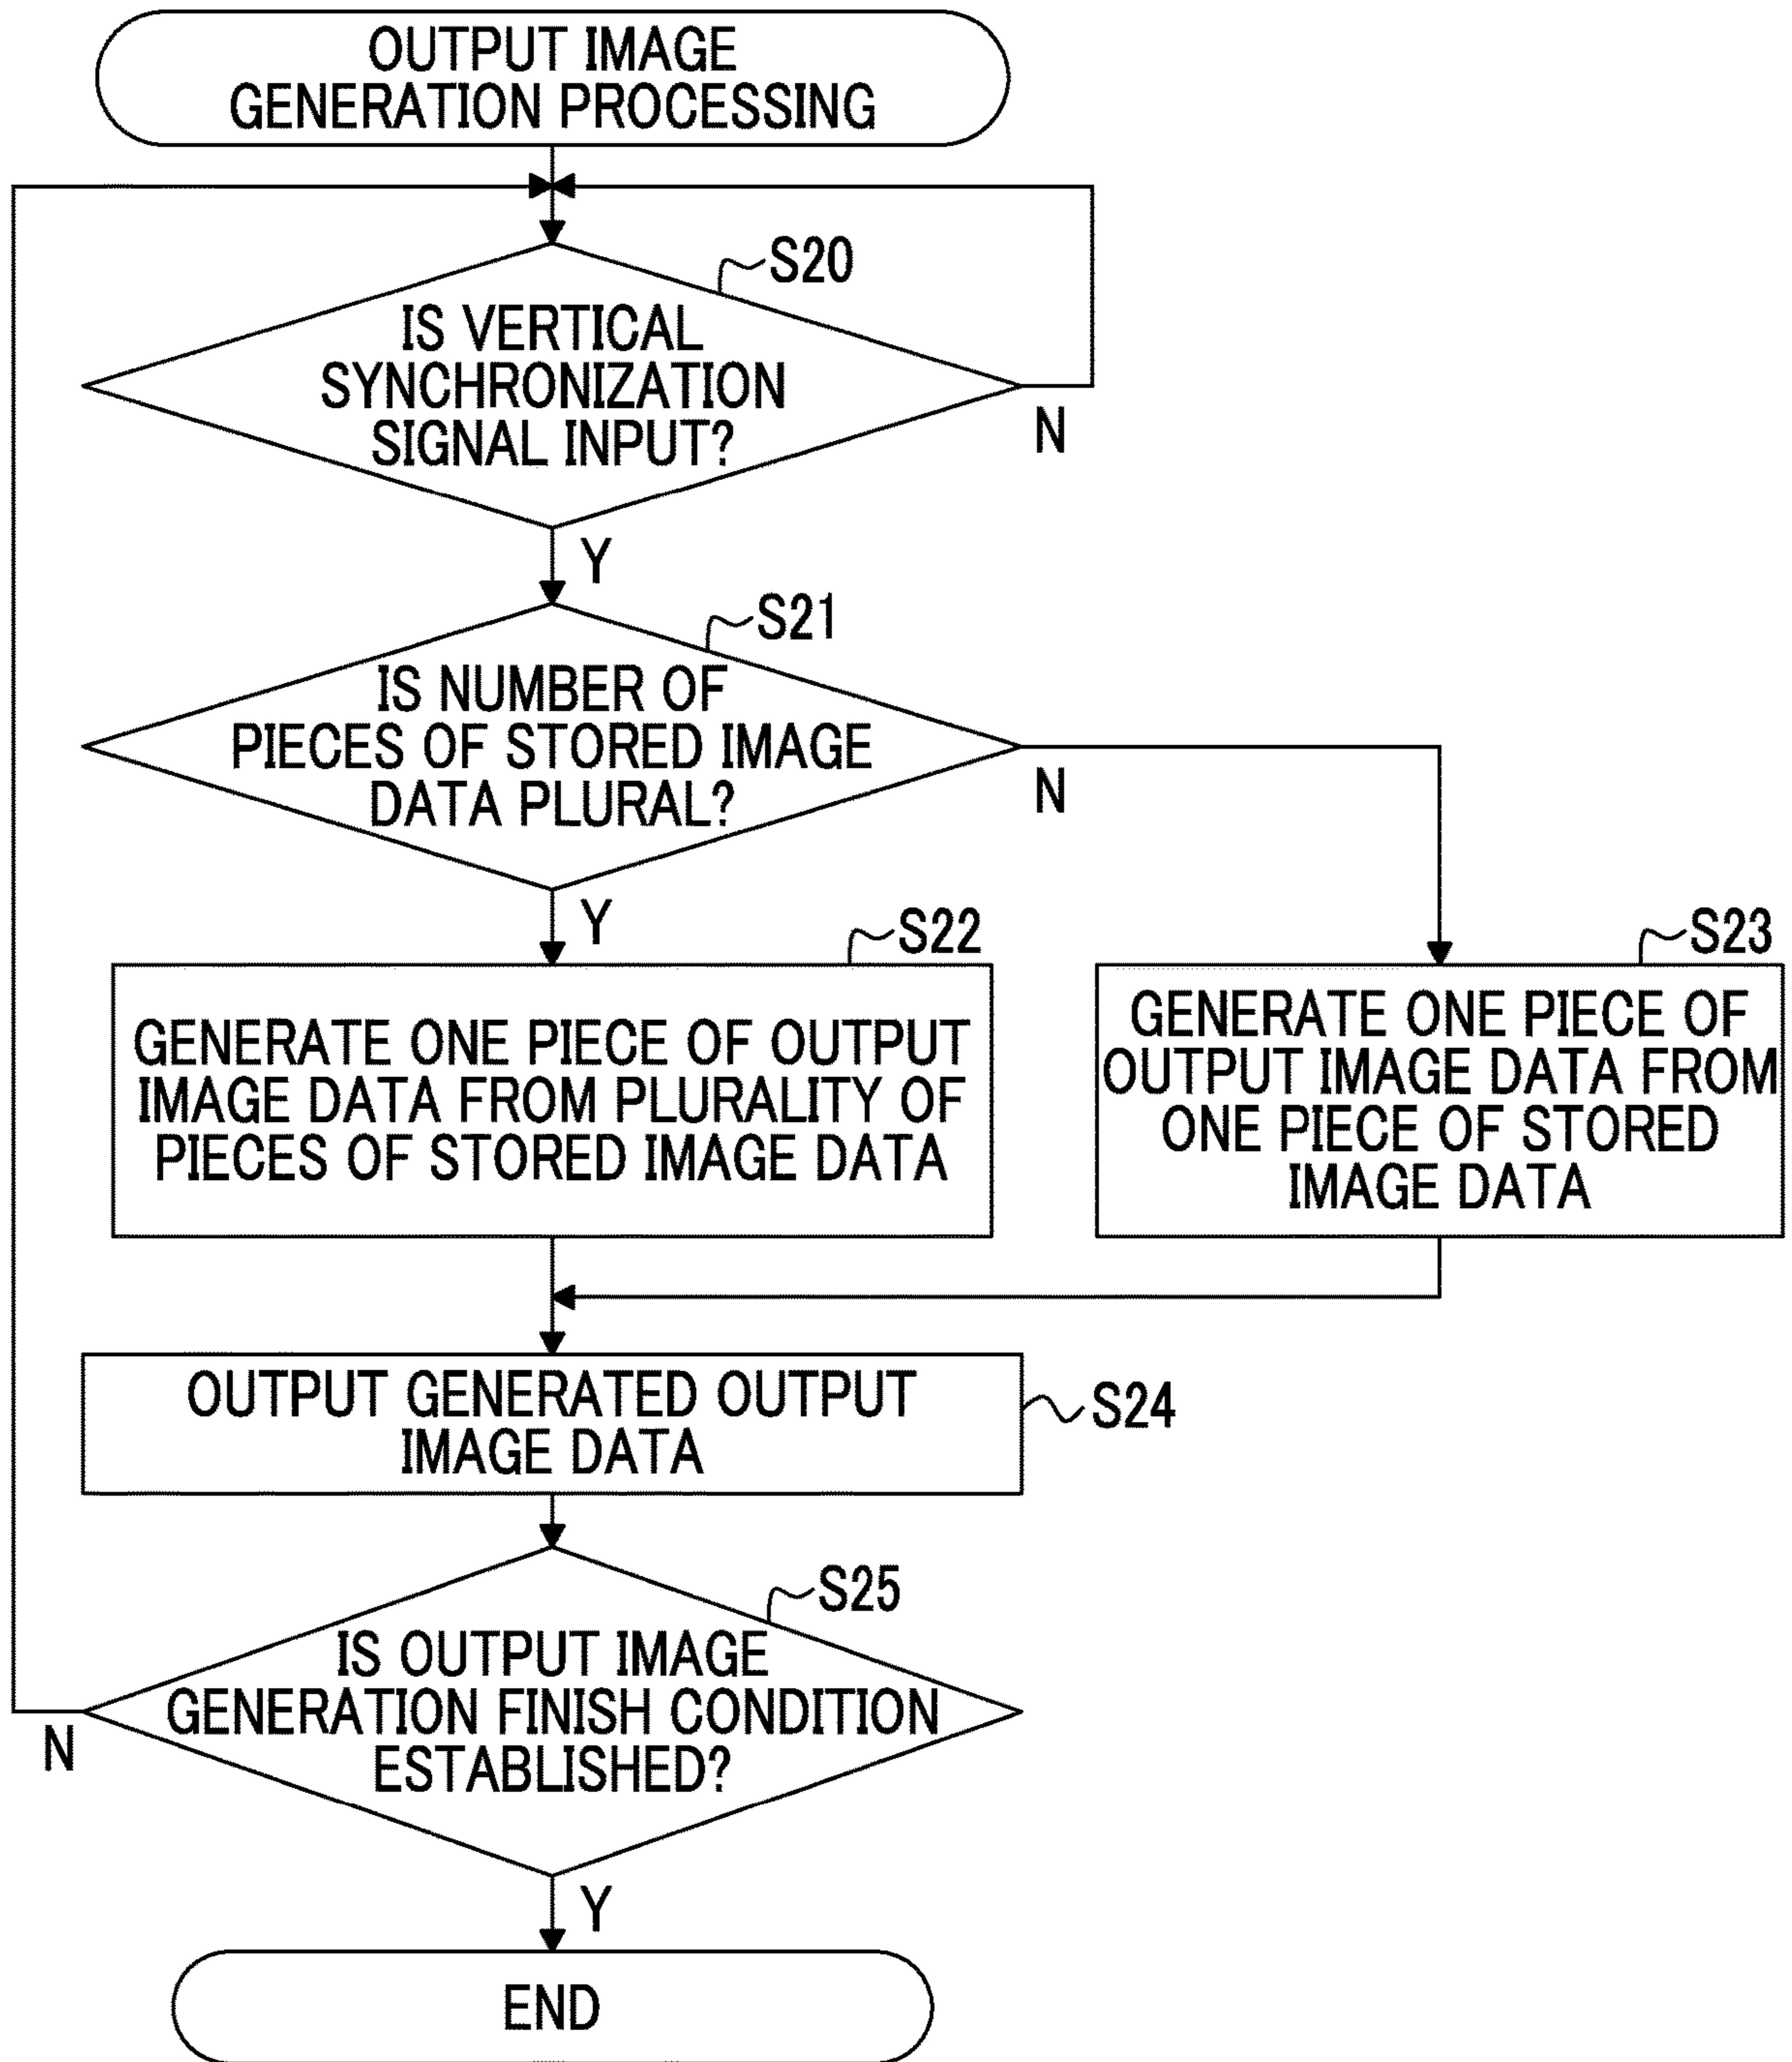 OUTPUT IMAGE
GENERATION PROCESSING
S20
IS VERTICAL
SYNCHRONIZATION
SIGNAL INPUT?
N
Y
S21
IS NUMBER OF
PIECES OF STORED IMAGE
DATA PLURAL?
N
Y
S22
GENERATE ONE PIECE OF OUTPUT
IMAGE DATA FROM PLURALITY OF
PIECES OF STORED IMAGE DATA
S23
GENERATE ONE PIECE OF
OUTPUT IMAGE DATA FROM
ONE PIECE OF STORED
IMAGE DATA
OUTPUT GENERATED OUTPUT
IMAGE DATA
S24
S25
IS OUTPUT IMAGE
GENERATION FINISH CONDITION
ESTABLISHED?
N
Y
END